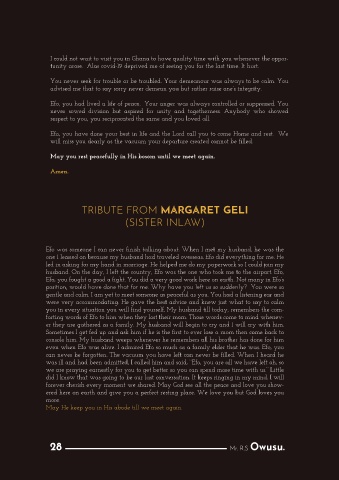 I could not wait to visit you in Ghana to have quality time with you whenever the oppor-
tunity arose. Alas covid-19 deprived me of seeing you for the last time. It hurt.
You never seek for trouble or be troubled. Your demeanour was always to be calm. You
advised me that to say sorry never demean you but rather raise one's integrity.
Efo, you had lived a life of peace. Your anger was always controlled or suppressed. You
never sowed division but aspired for unity and togetherness. Anybody who showed
respect to you, you reciprocated the same and you loved all.
Efo, you have done your best in life and the Lord call you to come Home and rest. We
will miss you dearly as the vacuum your departure created cannot be filled.
May you rest peacefully in His bosom until we meet again.
Amen.
TRIBUTE FROM MARGARET GELI
(SISTER INLAW)
Efo was someone I can never finish talking about. When I met my husband, he was the
one I leaned on because my husband had traveled overseas. Efo did everything for me. He
led in asking for my hand in marriage. He helped me do my paperwork so I could join my
husband. On the day, I left the country, Efo was the one who took me to the airport. Efo,
Efo, you fought a good a fight. You did a very good work here on earth. Not many in Efo's
position, would have done that for me. Why have you left us so suddenly? You were so
gentle and calm. I am yet to meet someone as peaceful as you. You had a listening ear and
were very accommodating. He gave the best advice and knew just what to say to calm
you in every situation you will find yourself. My husband till today, remembers the com-
forting words of Efo to him when they lost their mom. Those words come to mind whenev-
er they are gathered as a family. My husband will begin to cry and I will cry with him.
Sometimes I get fed up and ask him if he is the first to ever lose a mom then come back to
console him. My husband weeps whenever he remembers all his brother has done for him
even when Efo was alive. I admired Efo so much as a family elder that he was. Efo, you
can never be forgotten. The vacuum you have left can never be filled. When I heard he
was ill and had been admitted, I called him and said, "Efo, you are all we have left oh, so
we are praying earnestly for you to get better so you can spend more time with us." Little
did I know that was going to be our last conversation. It keeps ringing in my mind. I will
forever cherish every moment we shared. May God see all the peace and love you show-
ered here on earth and give you a perfect resting place. We love you but God loves you
more.
May He keep you in His abode till we meet again.
28 Mr. R.S Owusu.